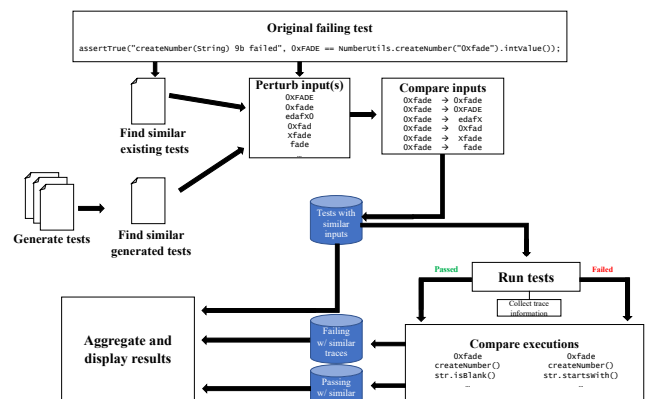 Original failing test
assertTrue("createNumber(String) 9b failed", 0xFADE == NumberUtils.createNumber("0Xfade").intValue());
Perturb input(s)
0XFADE
0xfade
edafX0
0Xfad
Xfade
fade
…
Compare inputs
0Xfade → 0xfade
0Xfade → 0XFADE
0Xfade → edafX
0Xfade → 0Xfad
0Xfade → Xfade
0Xfade → fade
Find similar
existing tests
Generate tests
Find similar
generated tests
Tests with
similar
inputs
Passed
Run tests
Failed
Collect trace
information
Aggregate and
display results
Failing
w/ similar
traces
Passing
w/ similar
Compare executions
0Xfade 0Xfade
createNumber() createNumber()
str.isBlank() str.startsWith()
… …